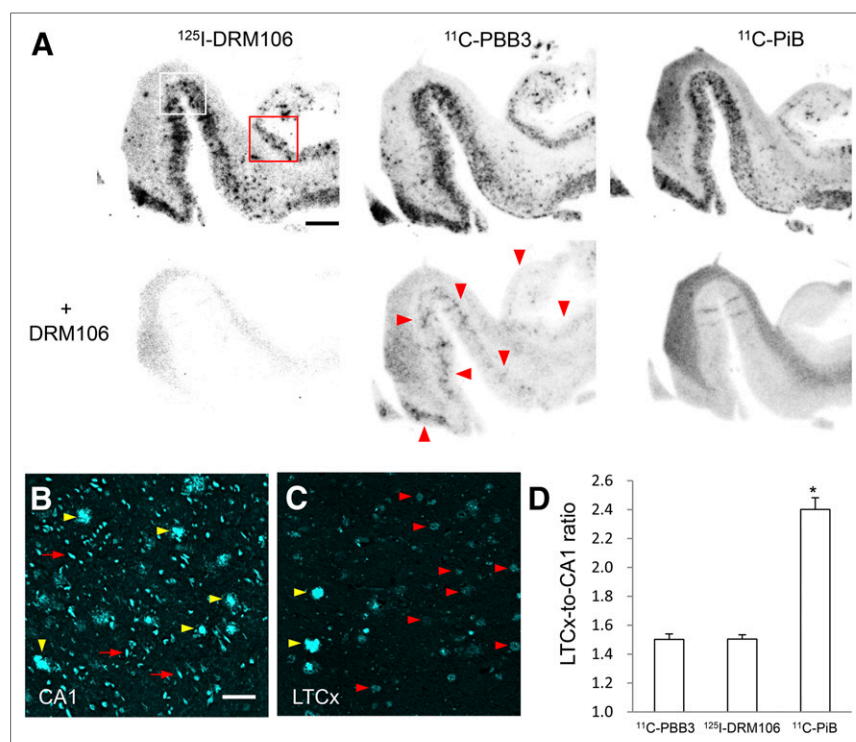 A
¹²⁵I-DRM106
¹¹C-PBB3
¹¹C-PiB
+
DRM106
B
CA1
C
LTCx
D
LTCx-to-CA1 ratio
2.6
2.4
2.2
2.0
1.8
1.6
1.4
1.2
1.0
*
¹¹C-PBB3
¹²⁵I-DRM106
¹¹C-PiB